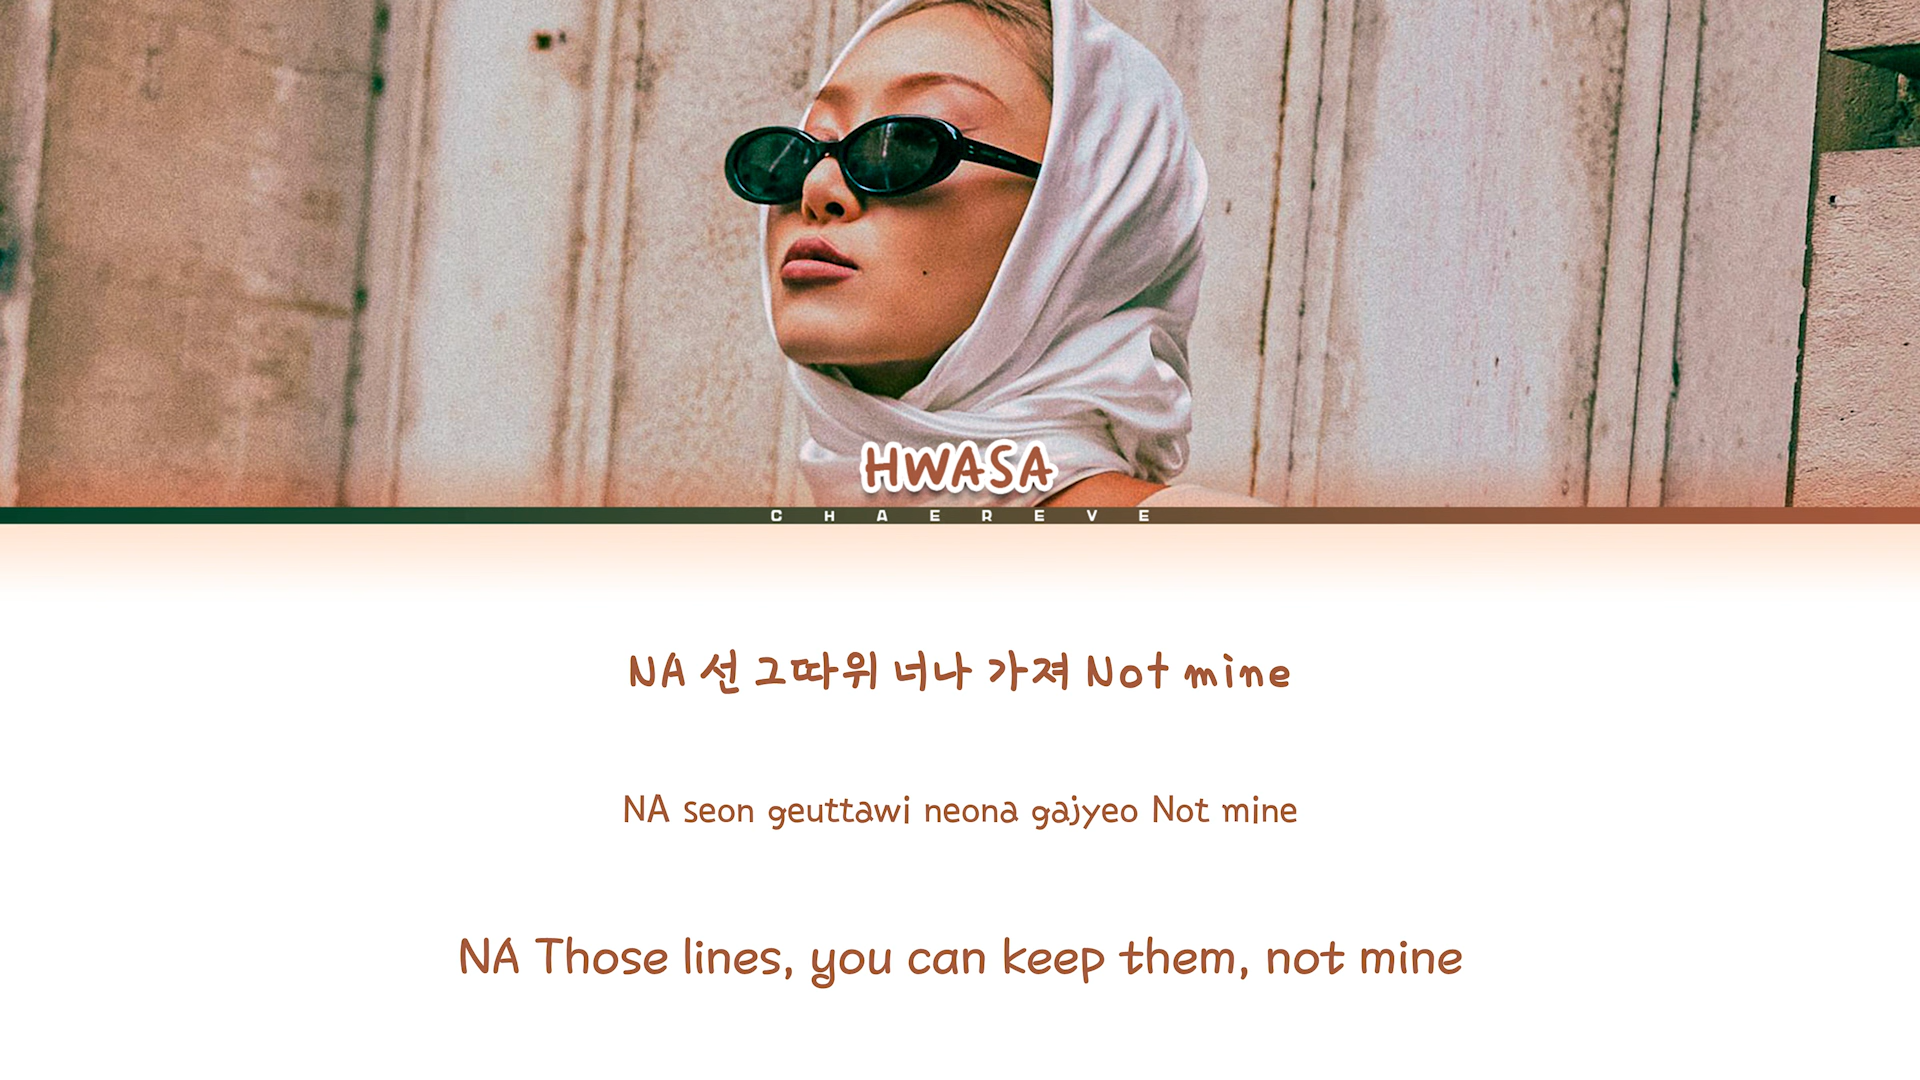 HWASA
CHAEREVE
NA 선 그따위 너나 가져 Not mine
NA seon geuttawi neona gajyeo Not mine
NA Those lines, you can keep them, not mine